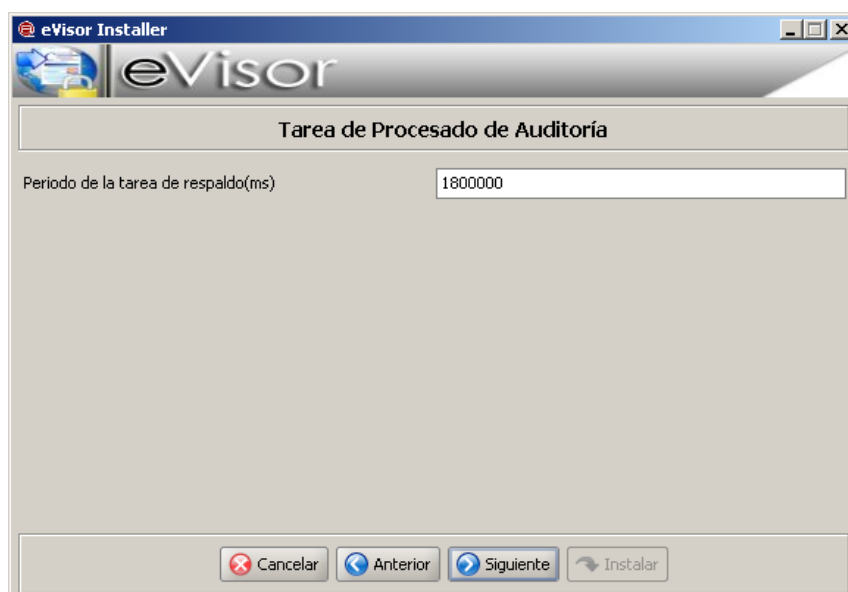 eVisor Installer
eVisor
Tarea de Procesado de Auditoría
Periodo de la tarea de respaldo(ms)
1800000
Cancelar
Anterior
Siguiente
Instalar